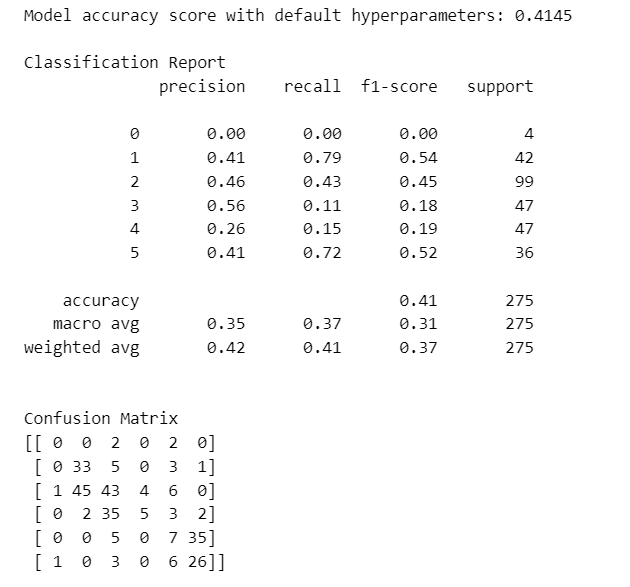 Model accuracy score with default hyperparameters: 0.4145
Classification Report
precision recall f1-score support
0 0.00 0.00 0.00 4
1 0.41 0.79 0.54 42
2 0.46 0.43 0.45 99
3 0.56 0.11 0.18 47
4 0.26 0.15 0.19 47
5 0.41 0.72 0.52 36
accuracy 0.41 275
macro avg 0.35 0.37 0.31 275
weighted avg 0.42 0.41 0.37 275
Confusion Matrix
[[ 0 0 2 0 2 0]
[ 0 33 5 0 3 1]
[ 1 45 43 4 6 0]
[ 0 2 35 5 3 2]
[ 0 0 5 0 7 35]
[ 1 0 3 0 6 26]]